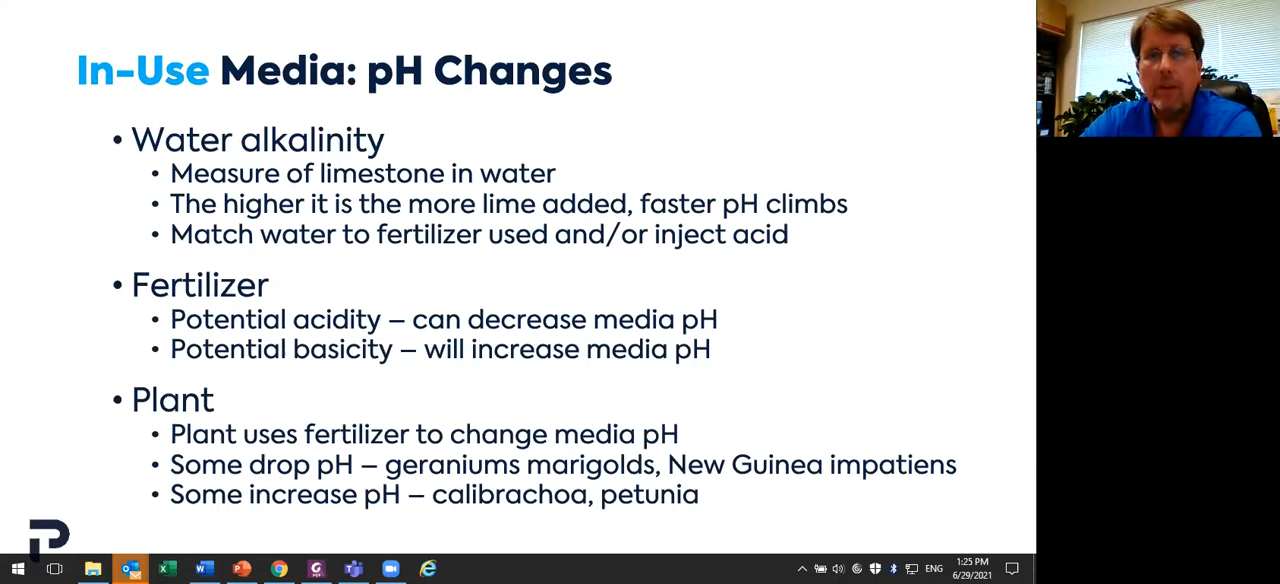 In-Use Media: pH Changes
• Water alkalinity
• Measure of limestone in water
• The higher it is the more lime added, faster pH climbs
• Match water to fertilizer used and/or inject acid
• Fertilizer
• Potential acidity – can decrease media pH
• Potential basicity – will increase media pH
• Plant
• Plant uses fertilizer to change media pH
• Some drop pH – geraniums marigolds, New Guinea impatiens
• Some increase pH – calibrachoa, petunia
ENG
1:25 PM
6/29/2021